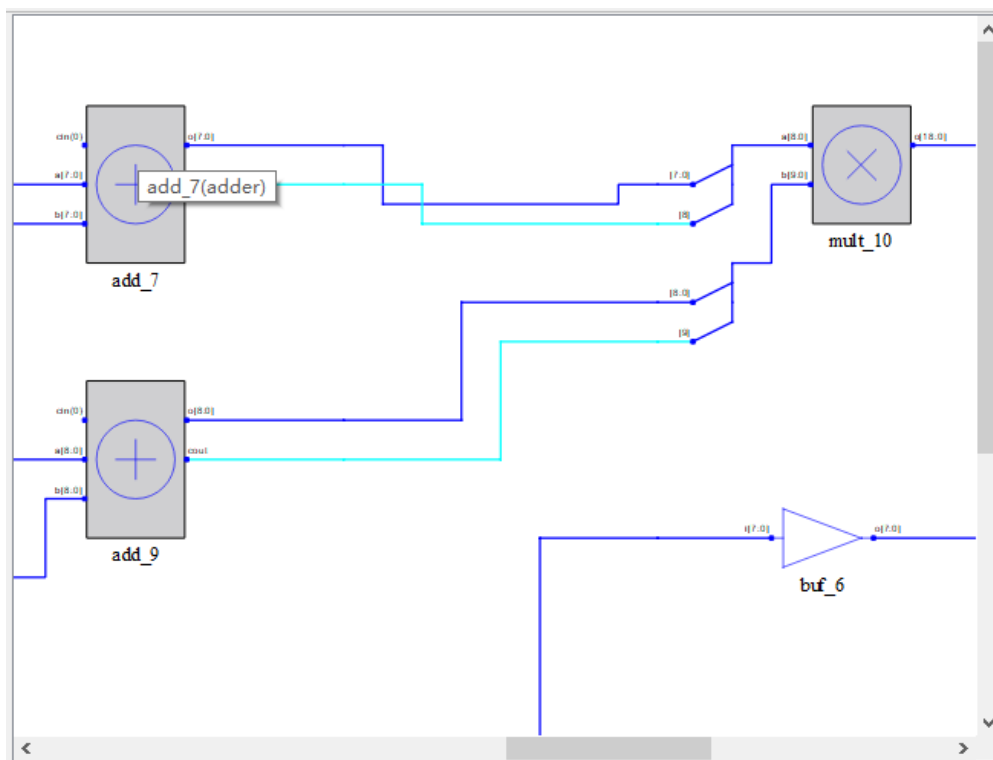 cin(0)
o[7:0]
a[7:0]
b[7:0]
add_7(adder)
add_7
[7:0]
[8]
a[8:0]
b[9:0]
o[18:0]
mult_10
[8:0]
[9]
cin(0)
o[8:0]
a[8:0]
cout
b[8:0]
add_9
i[7:0]
o[7:0]
buf_6